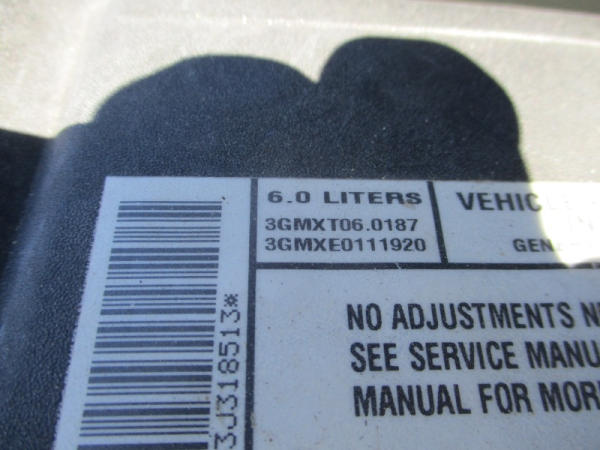 6.0 LITERS
3GMXT06.0187
3GMXE0111920
3J318513*
NO ADJUSTMENTS
SEE SERVICE
MANUAL FOR